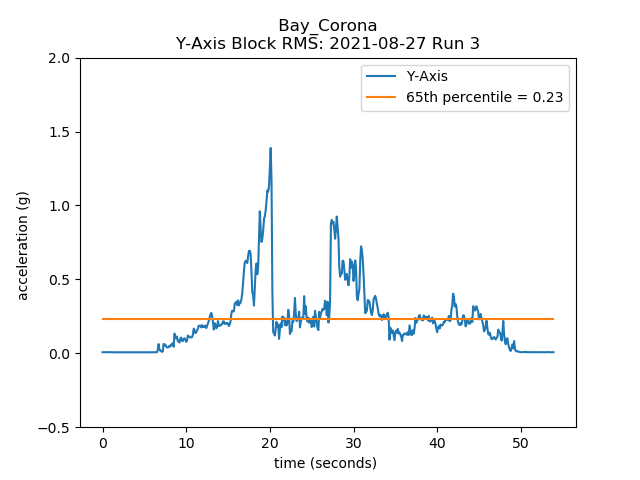 Bay_Corona
Y-Axis Block RMS: 2021-08-27 Run 3
2.0
1.5
1.0
0.5
0.0
−0.5
acceleration (g)
Y-Axis
65th percentile = 0.23
0 10 20 30 40 50
time (seconds)